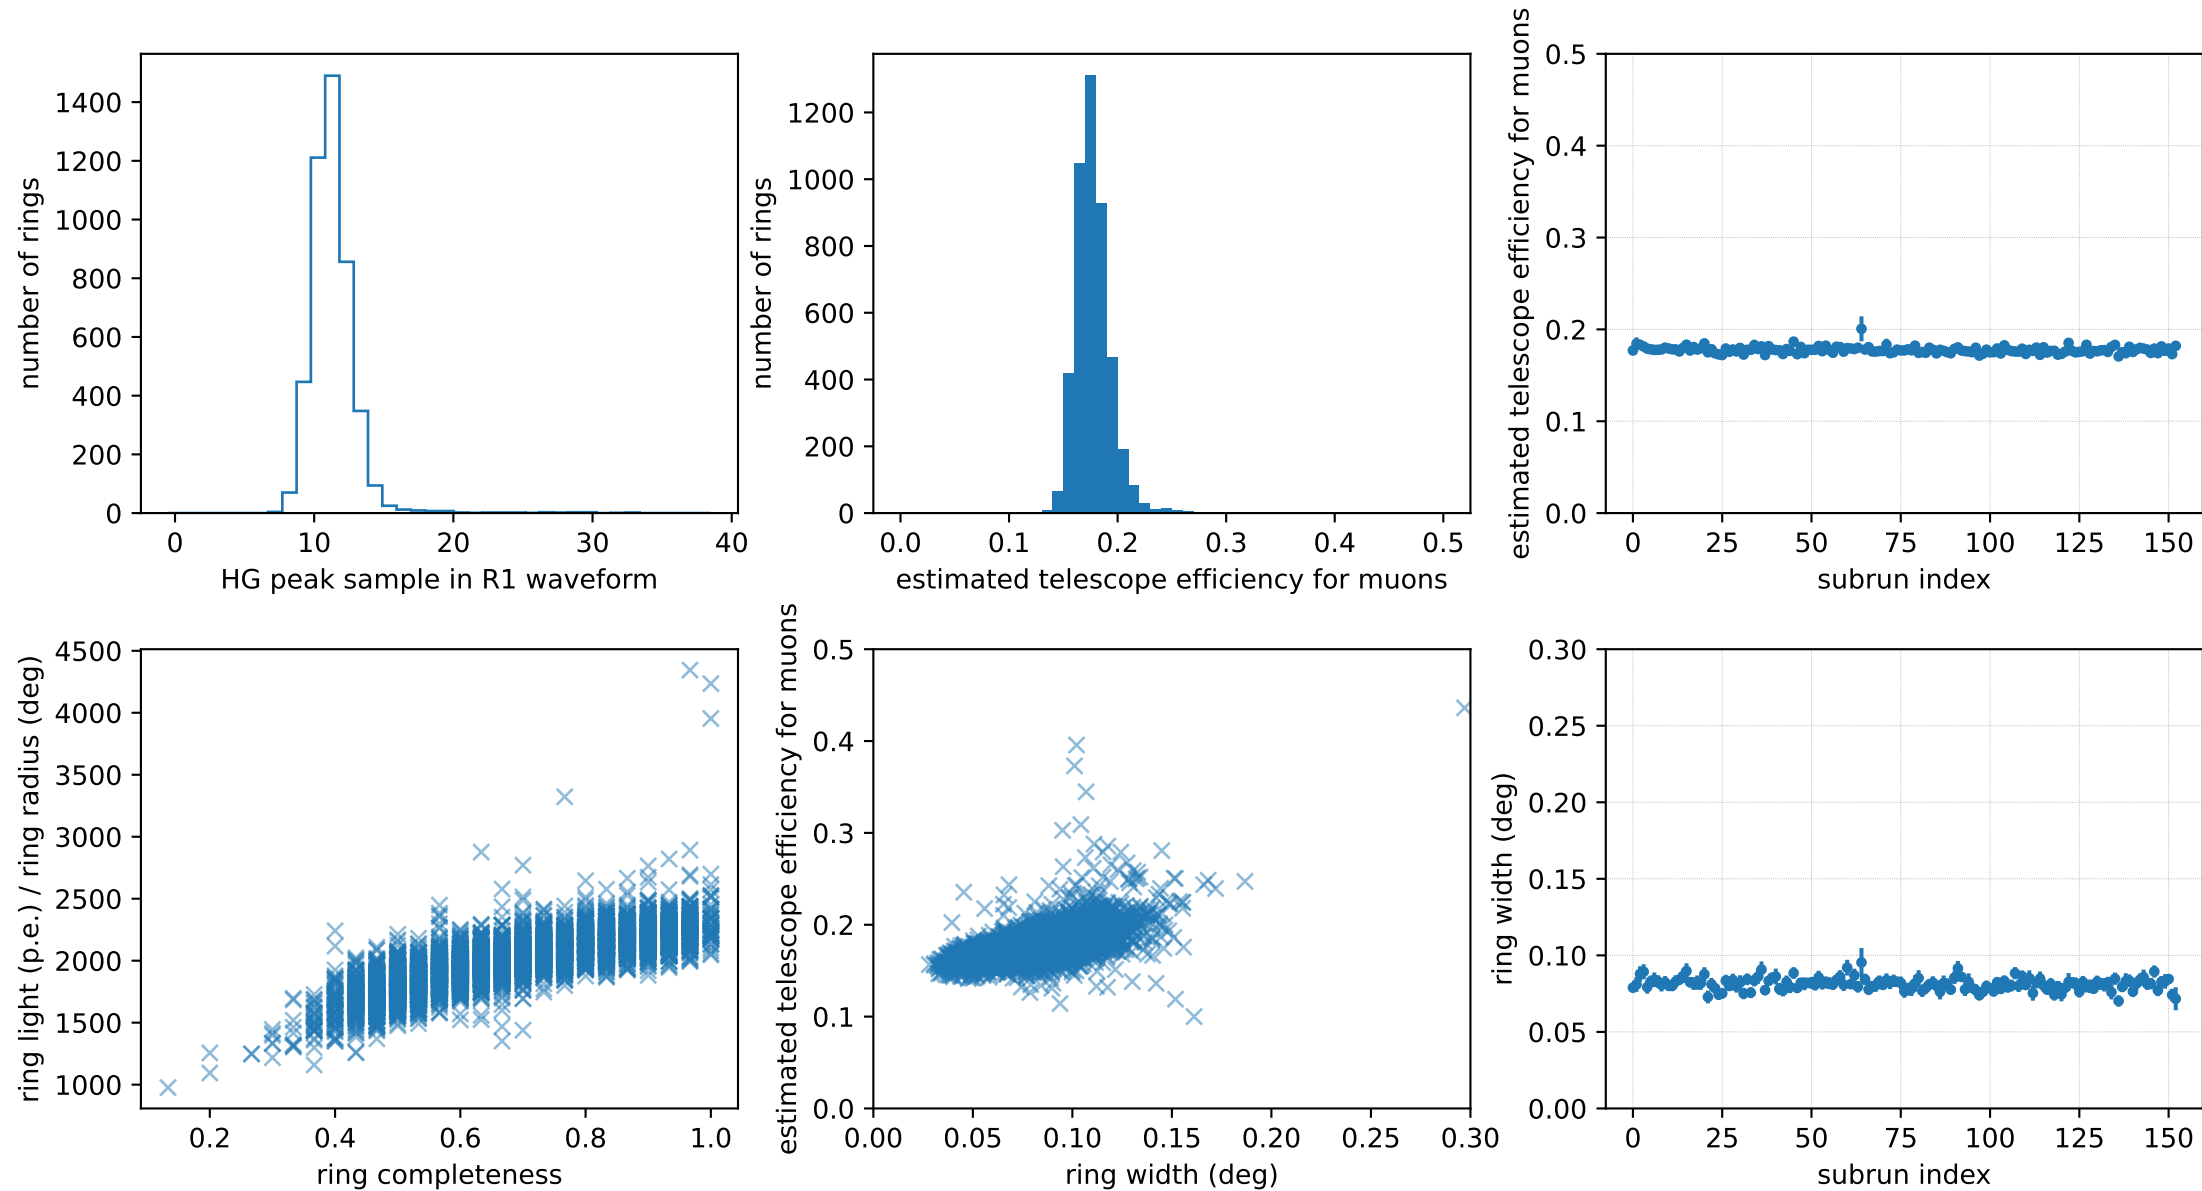 number of rings
1400
1200
1000
800
600
400
200
0
0 10 20 30 40
HG peak sample in R1 waveform
number of rings
1200
1000
800
600
400
200
0
0.0 0.1 0.2 0.3 0.4 0.5
estimated telescope efficiency for muons
estimated telescope efficiency for muons
0.5
0.4
0.3
0.2
0.1
0.0
0 25 50 75 100 125 150
subrun index
ring light (p.e.) / ring radius (deg)
4500
4000
3500
3000
2500
2000
1500
1000
0.2 0.4 0.6 0.8 1.0
ring completeness
estimated telescope efficiency for muons
0.5
0.4
0.3
0.2
0.1
0.0
0.00 0.05 0.10 0.15 0.20 0.25 0.30
ring width (deg)
ring width (deg)
0.30
0.25
0.20
0.15
0.10
0.05
0.00
0 25 50 75 100 125 150
subrun index